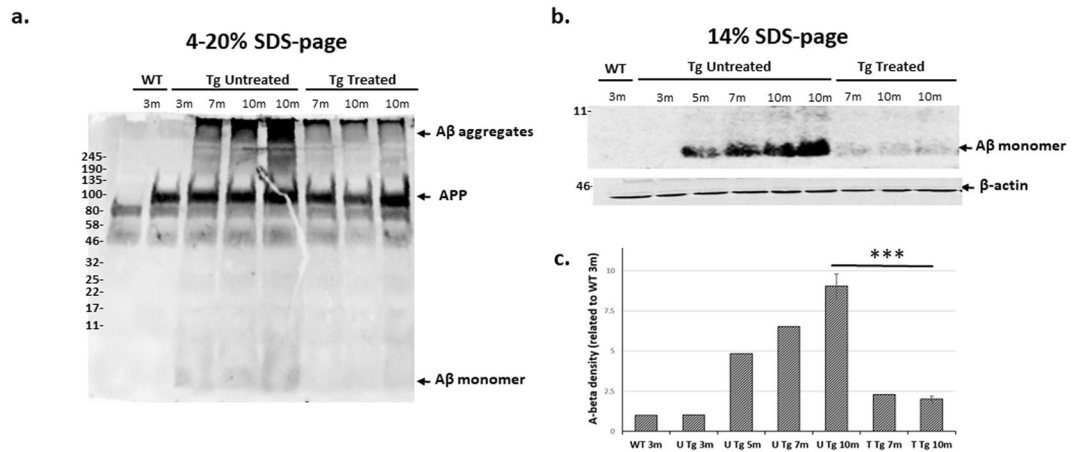 a.
4-20% SDS-page
WT Tg Untreated Tg Treated
3m 3m 7m 10m 10m 7m 10m 10m
Aβ aggregates
245-
190-
135-
100-
APP
80-
58-
46-
32-
25-
22-
17-
11-
Aβ monomer
b.
14% SDS-page
WT Tg Untreated Tg Treated
3m 3m 5m 7m 10m 10m 7m 10m 10m
11-
Aβ monomer
46-
β-actin
c.
***
A-beta density (related to WT 3m)
10
7.5
5
2.5
0
WT 3m U Tg 3m U Tg 5m U Tg 7m U Tg 10m T Tg 7m T Tg 10m